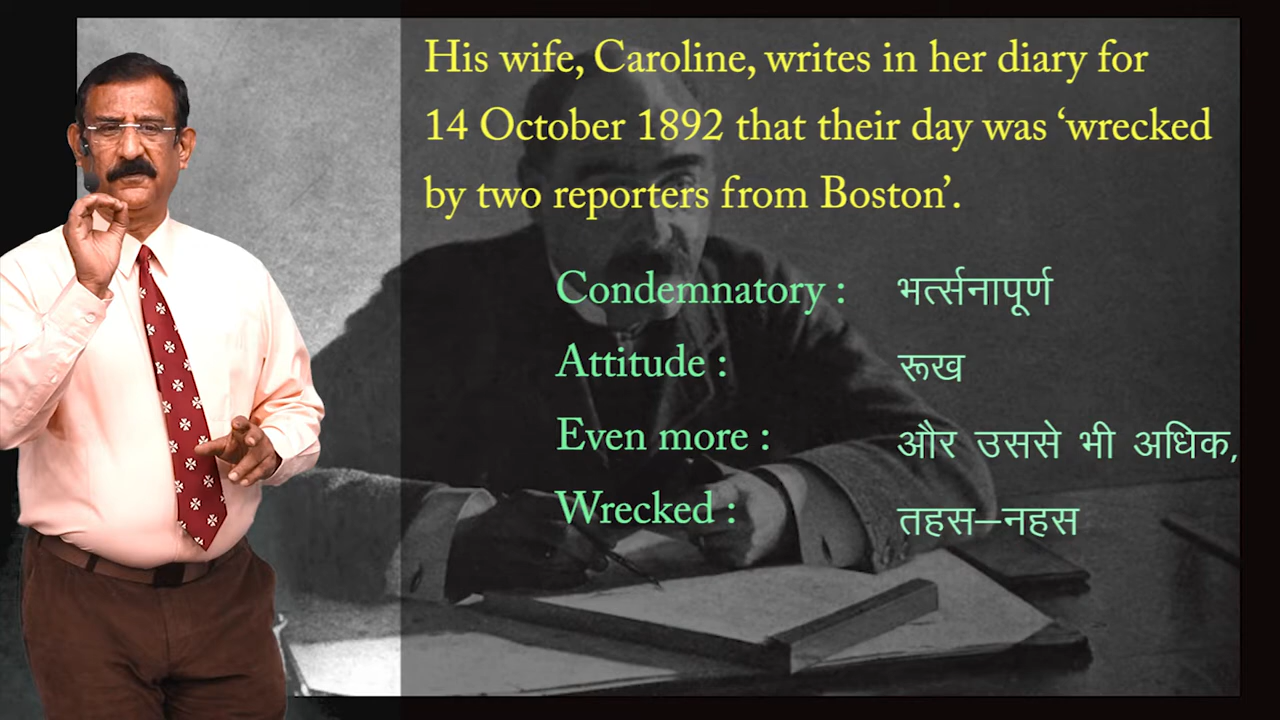 His wife, Caroline, writes in her diary for
14 October 1892 that their day was ‘wrecked
by two reporters from Boston’.
Condemnatory : भर्त्सनापूर्ण
Attitude : रूख
Even more : और उससे भी अधिक,
Wrecked : तहस–नहस